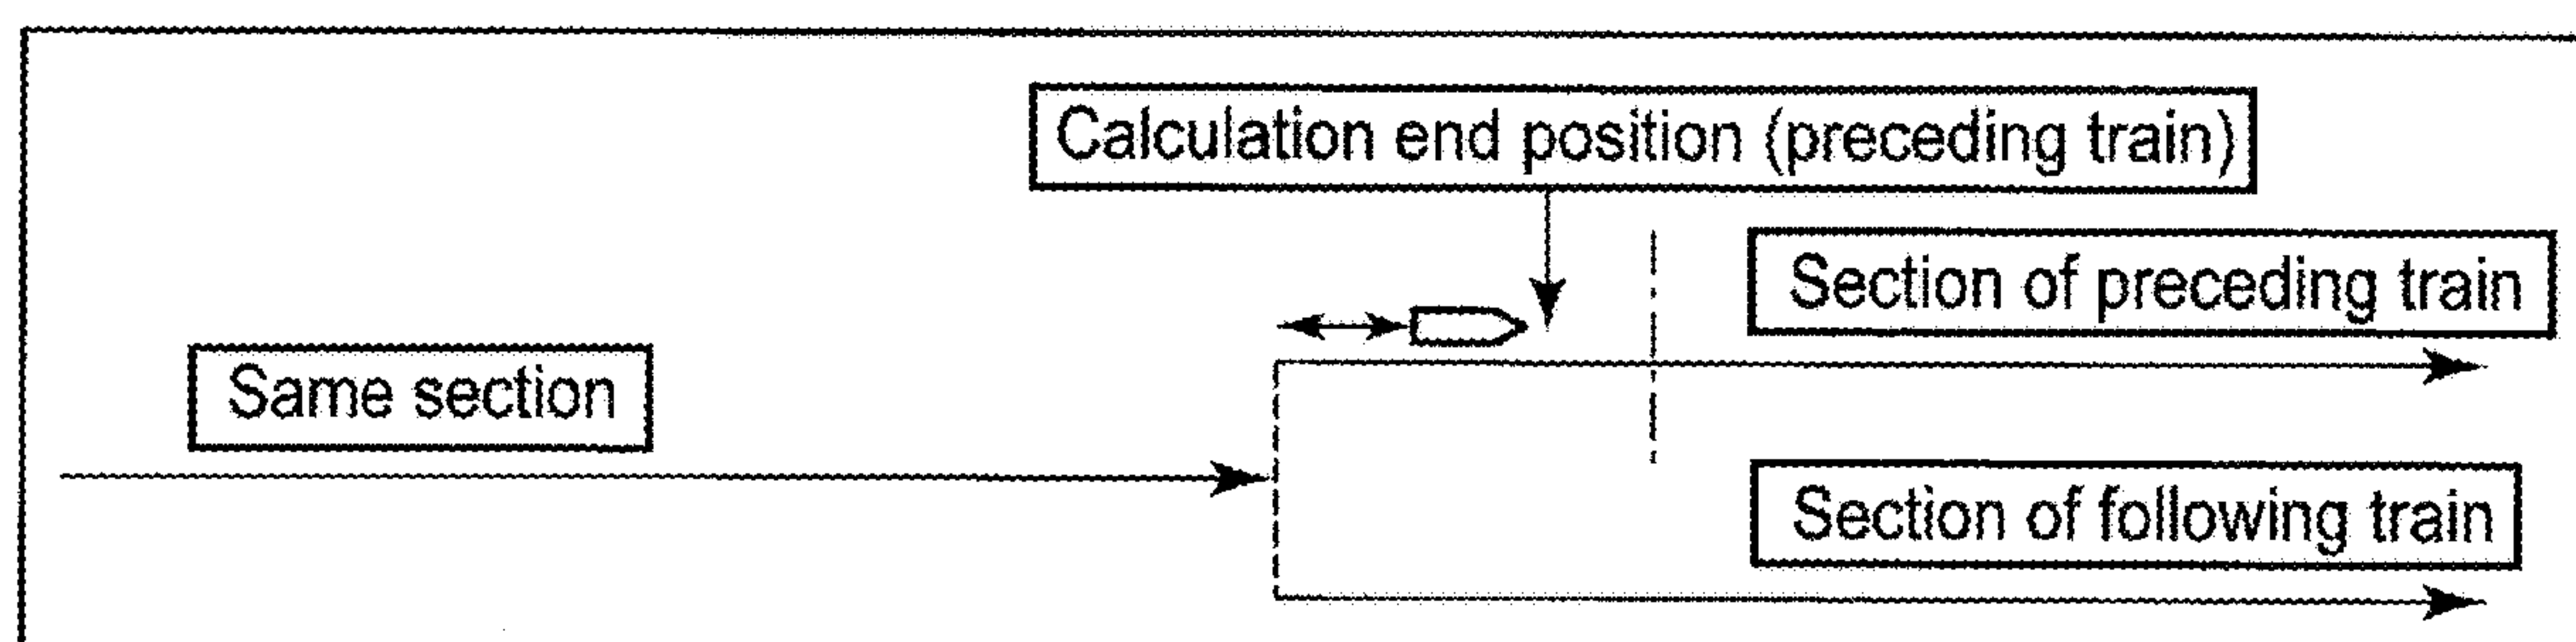 Calculation end position (preceding train)
Section of preceding train
Same section
Section of following train